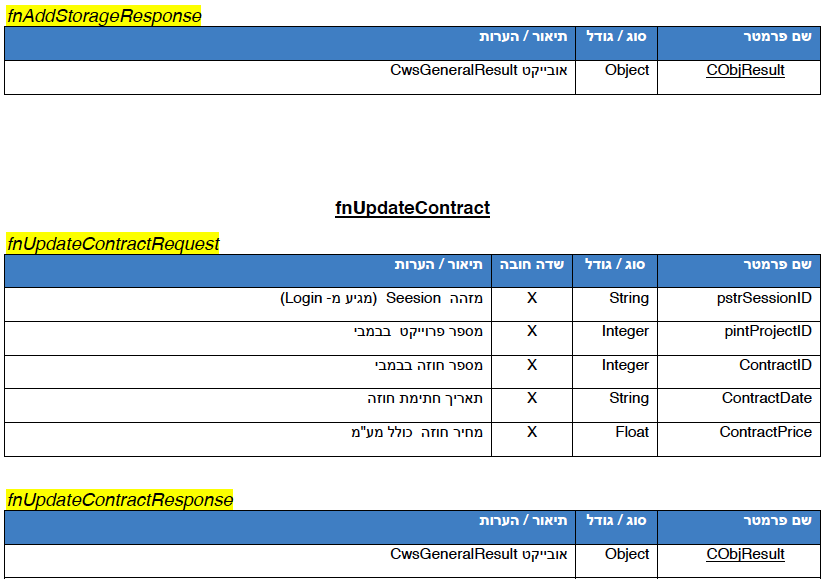 fnAddStorageResponse
שם פרמטר סוג / גודל תיאור / הערות
CObjResult Object אובייקט CwsGeneralResult
fnUpdateContract
fnUpdateContractRequest
שם פרמטר סוג / גודל שדה חובה תיאור / הערות
pstrSessionID String X מזהה Seesion (מגיע מ- Login)
pintProjectID Integer X מספר פרוייקט בבמבי
ContractID Integer X מספר חוזה בבמבי
ContractDate String X תאריך חתימת חוזה
ContractPrice Float X מחיר חוזה כולל מע"מ
fnUpdateContractResponse
שם פרמטר סוג / גודל תיאור / הערות
CObjResult Object אובייקט CwsGeneralResult